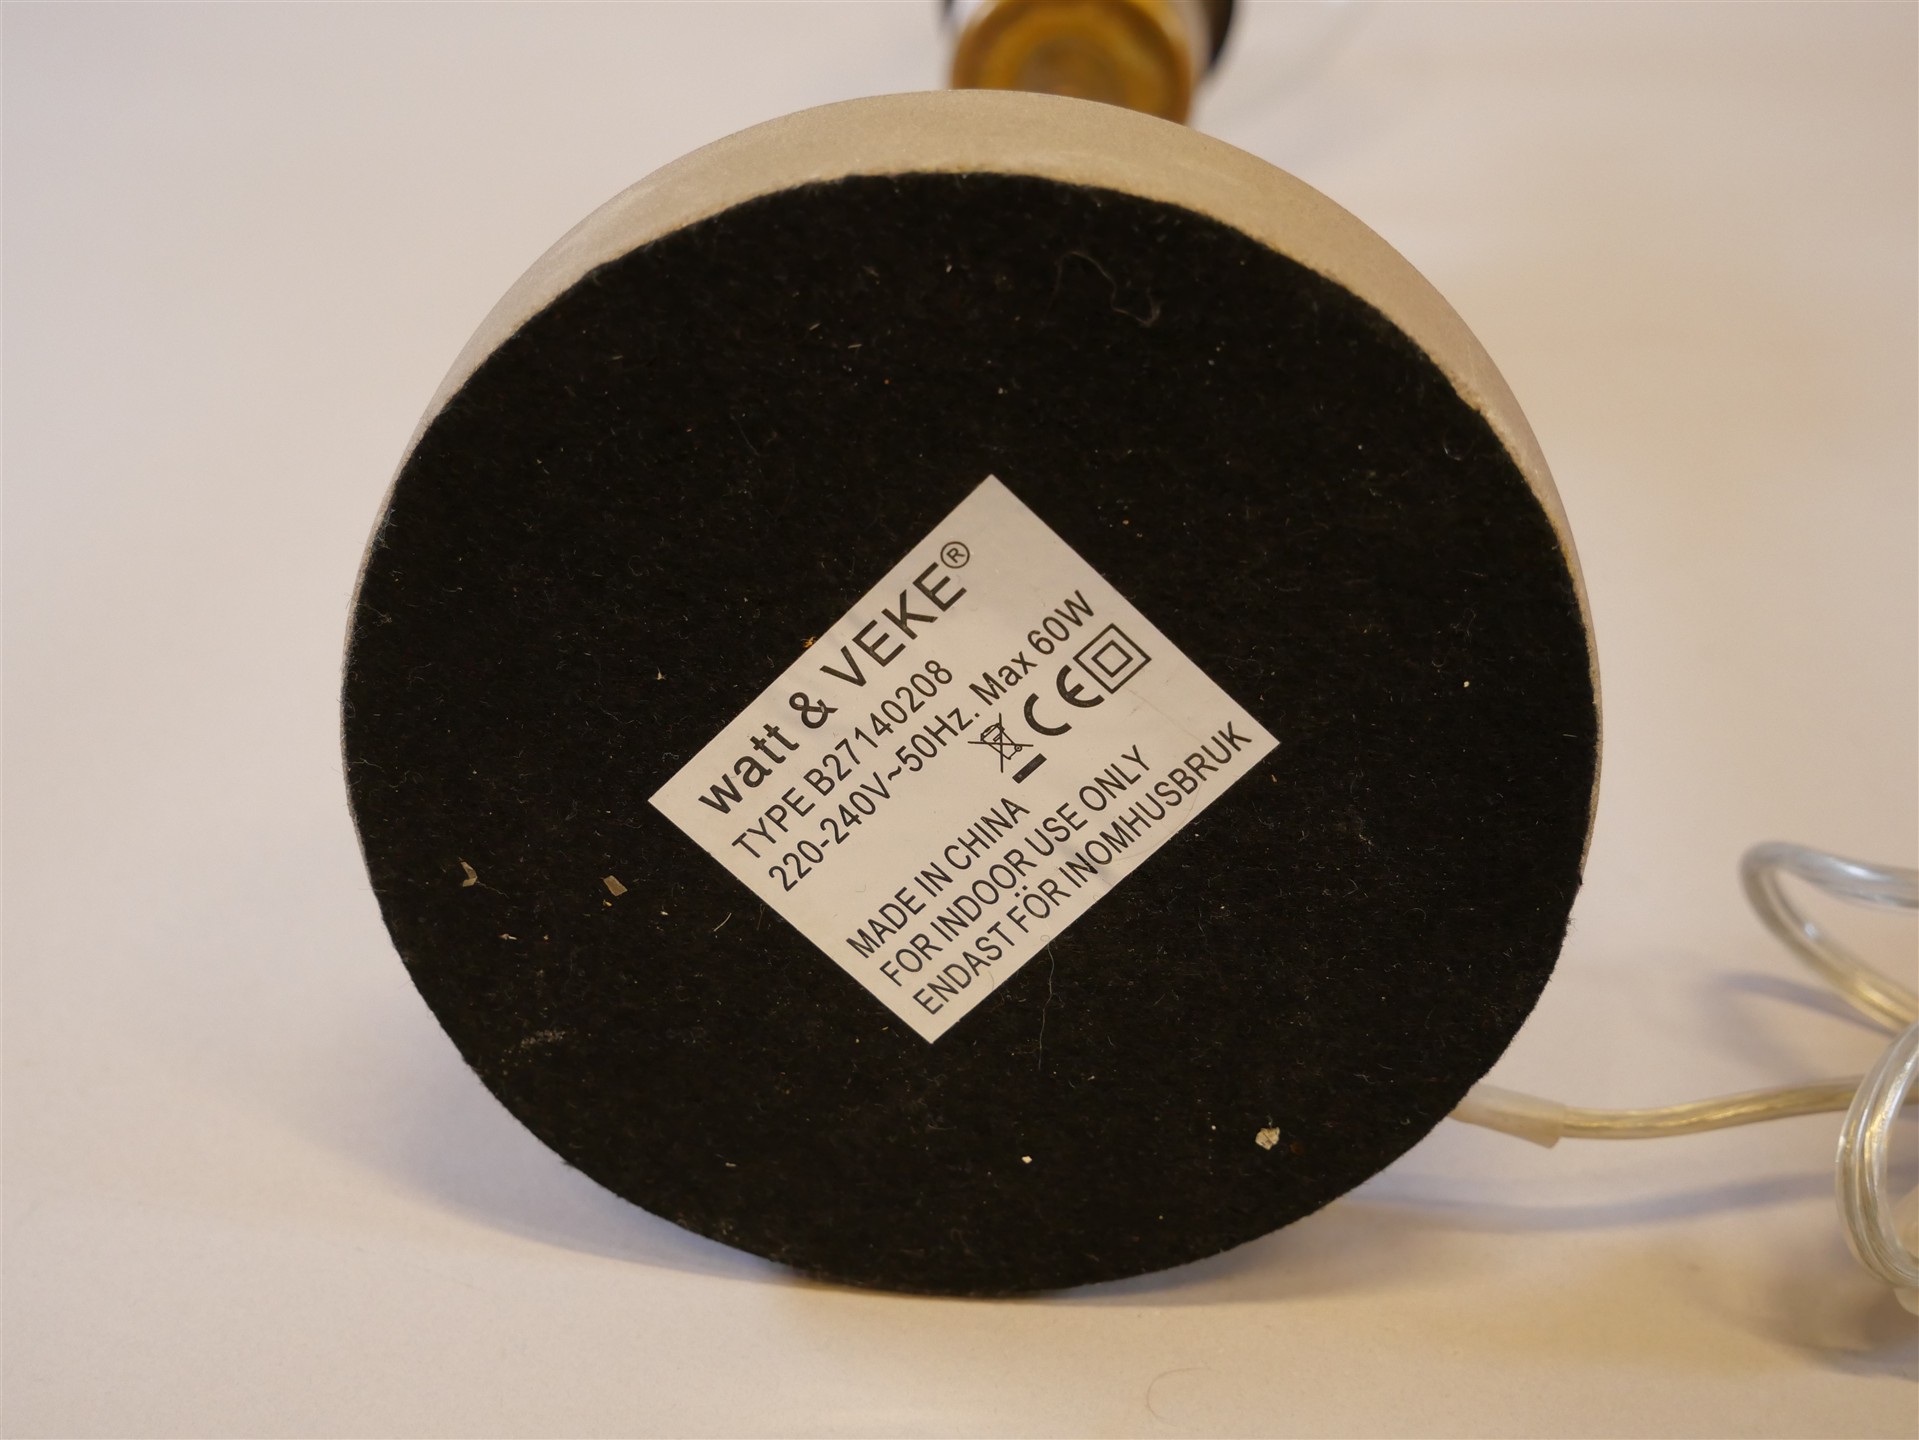 watt & VEKE®
TYPE B27140208
220-240V~50Hz. Max 60W
CE
MADE IN CHINA
FOR INDOOR USE ONLY
ENDAST FÖR INOMHUSBRUK